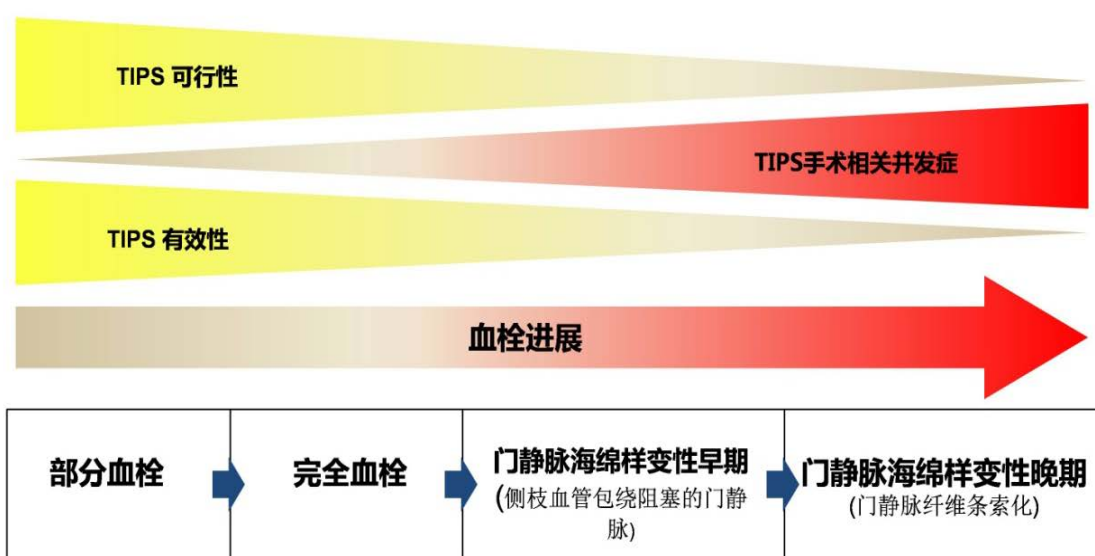 TIPS 可行性
TIPS手术相关并发症
TIPS 有效性
血栓进展
部分血栓
完全血栓
门静脉海绵样变性早期
(侧枝血管包绕阻塞的门静
脉)
门静脉海绵样变性晚期
(门静脉纤维条索化)